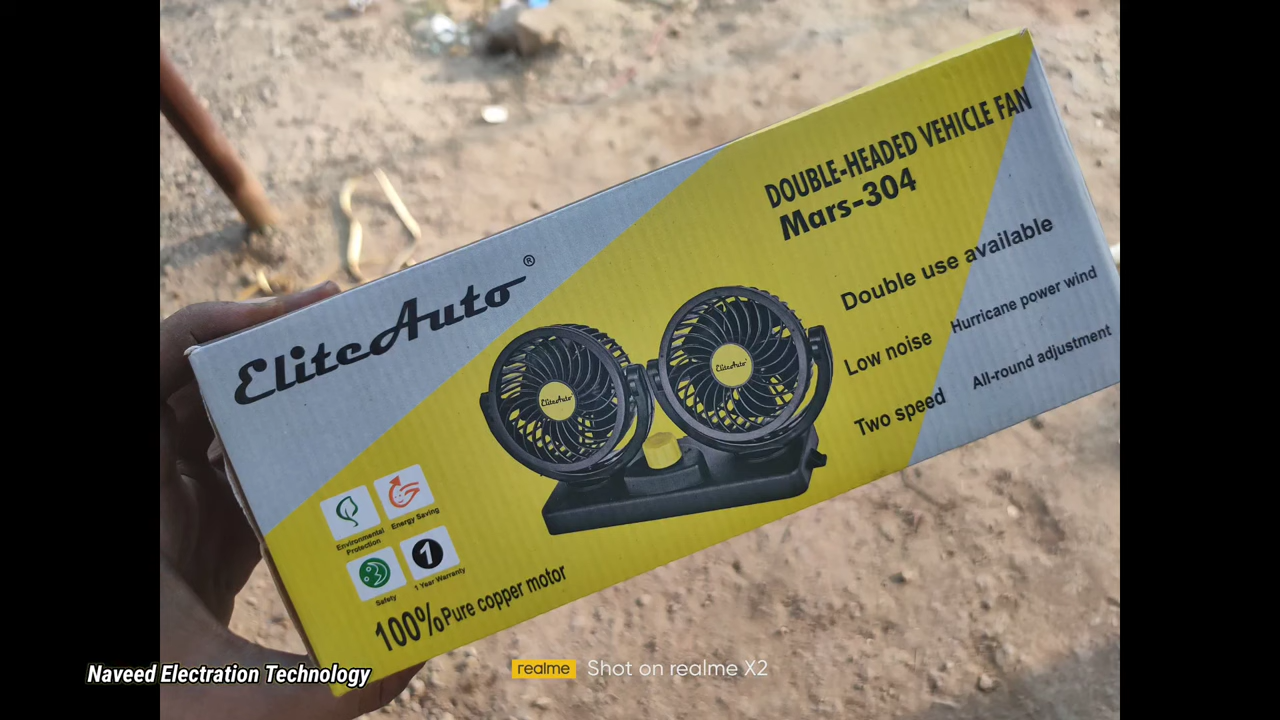 DOUBLE-HEADED VEHICLE FAN
Mars-304
EliteAuto®
Double use available
Low noise
Hurricane power wind
Two speed
All-round adjustment
EliteAuto
EliteAuto
Environmental
Protection
Energy Saving
Safety
1
1 Year Warrenty
100% Pure copper motor
Naveed Electration Technology
realme
Shot on realme X2